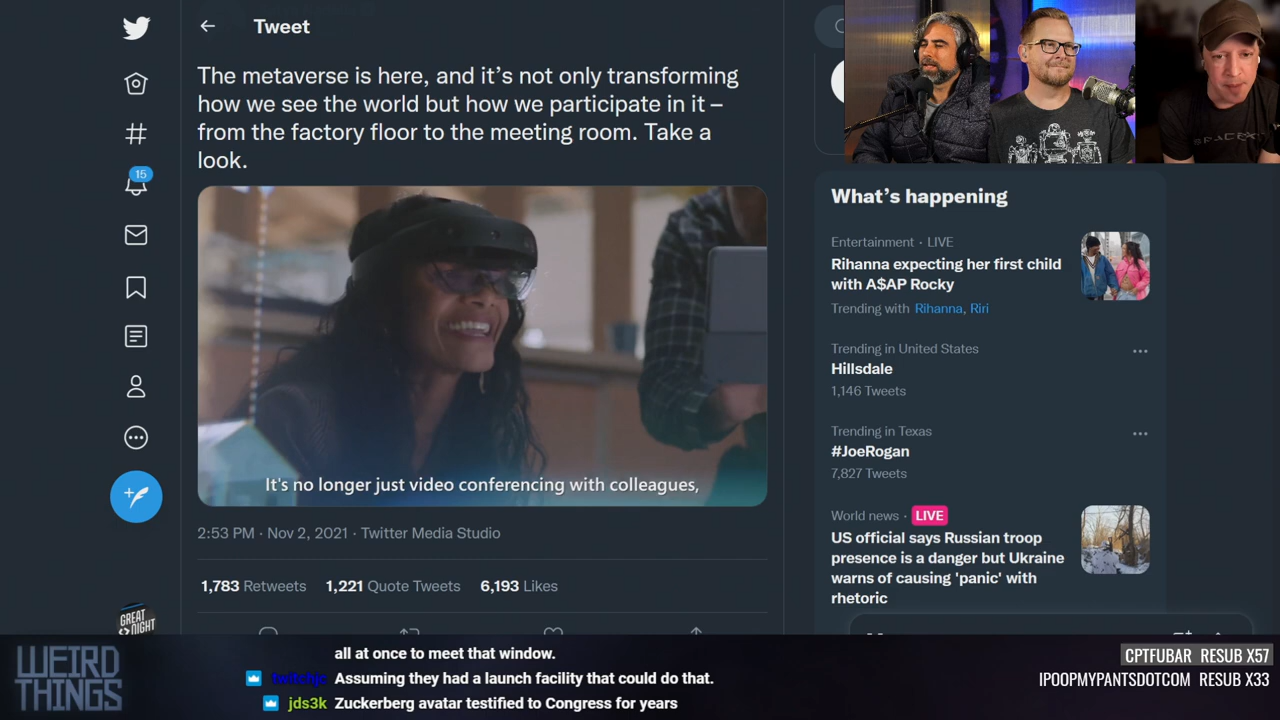 Tweet
The metaverse is here, and it's not only transforming
how we see the world but how we participate in it –
from the factory floor to the meeting room. Take a
look.
15
It's no longer just video conferencing with colleagues,
2:53 PM · Nov 2, 2021 · Twitter Media Studio
1,783 Retweets 1,221 Quote Tweets 6,193 Likes
What's happening
Entertainment · LIVE
Rihanna expecting her first child
with A$AP Rocky
Trending with Rihanna, Riri
Trending in United States
Hillsdale
1,146 Tweets
Trending in Texas
#JoeRogan
7,827 Tweets
World news · LIVE
US official says Russian troop
presence is a danger but Ukraine
warns of causing 'panic' with
rhetoric
GREAT
NIGHT
WEIRD
THINGS
all at once to meet that window.
Assuming they had a launch facility that could do that.
jds3k Zuckerberg avatar testified to Congress for years
CPTFUBAR RESUB X57
IPOOPMYPANTSDOTCOM RESUB X33